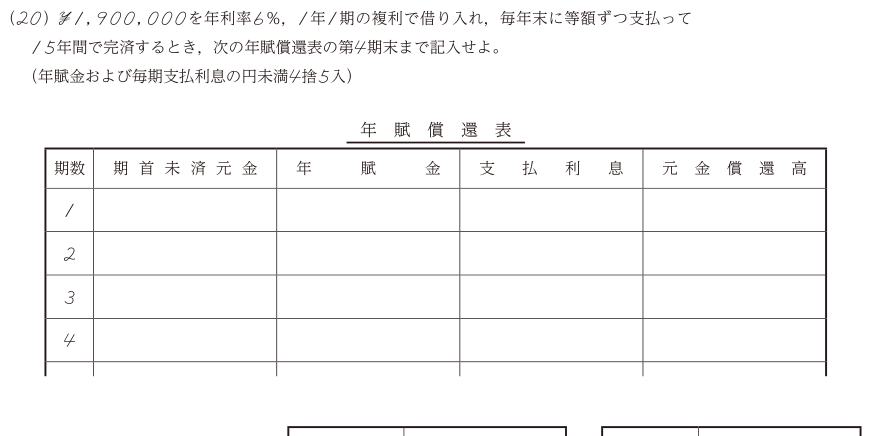 (20) ¥1,900,000を年利率6%，1年1期の複利で借り入れ，毎年末に等額ずつ支払って
15年間で完済するとき，次の年賦償還表の第4期末まで記入せよ。
（年賦金および毎期支払利息の円未満4捨5入）
年賦償還表
期数 期首未済元金 年賦金 支払利息 元金償還高
1
2
3
4